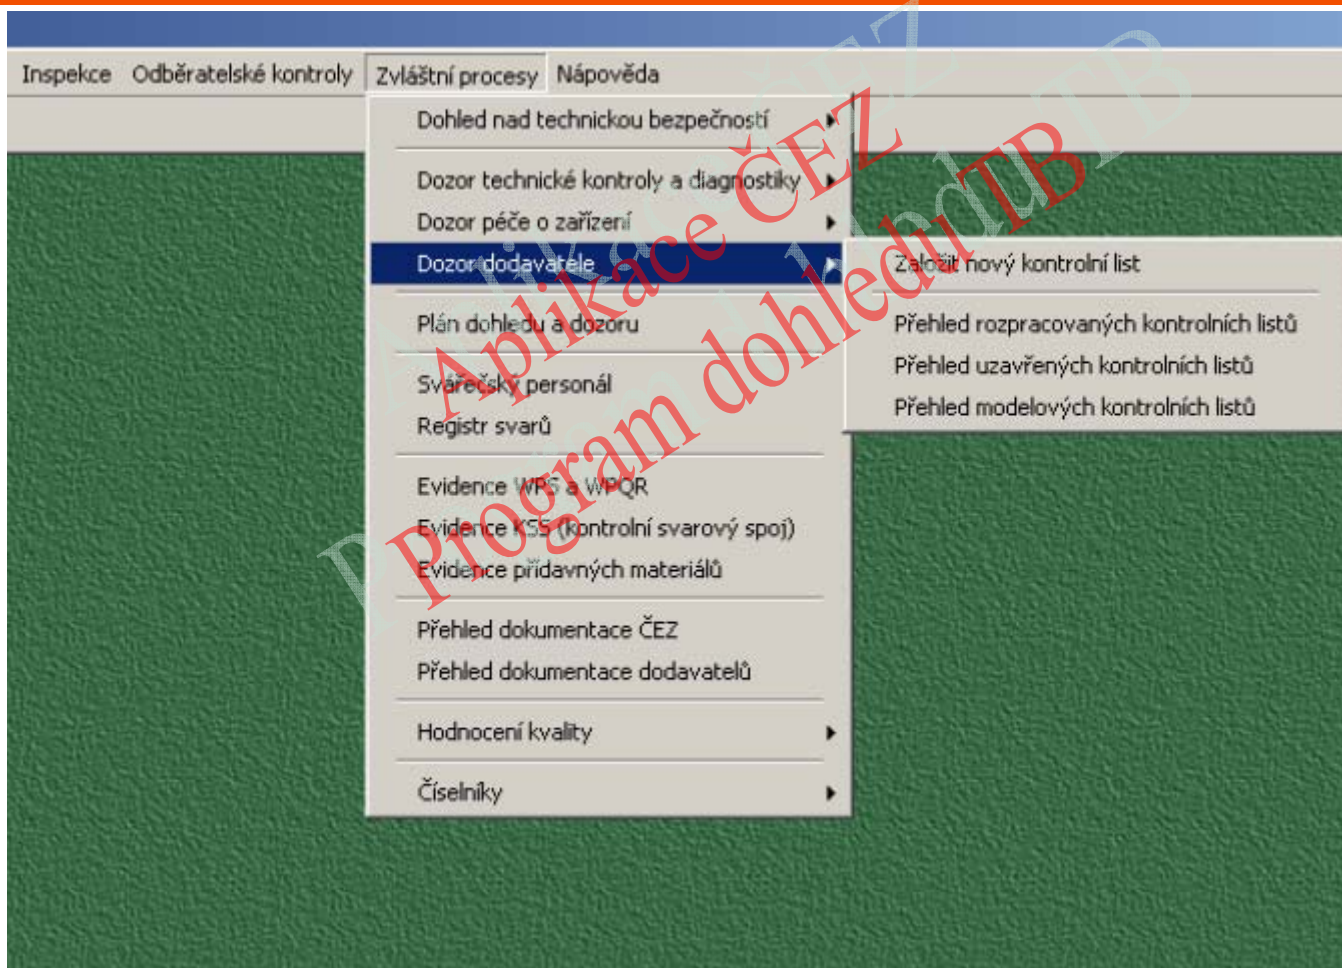 Inspekce Odběratelské kontroly Zvláštní procesy Nápověda
Dohled nad technickou bezpečností
Dozor technické kontroly a diagnostiky
Dozor péče o zařízení
Dozor dodavatele
Založit nový kontrolní list
Přehled rozpracovaných kontrolních listů
Přehled uzavřených kontrolních listů
Přehled modelových kontrolních listů
Plán dohledu a dozoru
Svářečský personál
Registr svarů
Evidence WPS a WPQR
Evidence KSS (kontrolní svarový spoj)
Evidence přídavných materiálů
Přehled dokumentace ČEZ
Přehled dokumentace dodavatelů
Hodnocení kvality
Číselníky
Aplikace ČEZ
Program dohledu TB